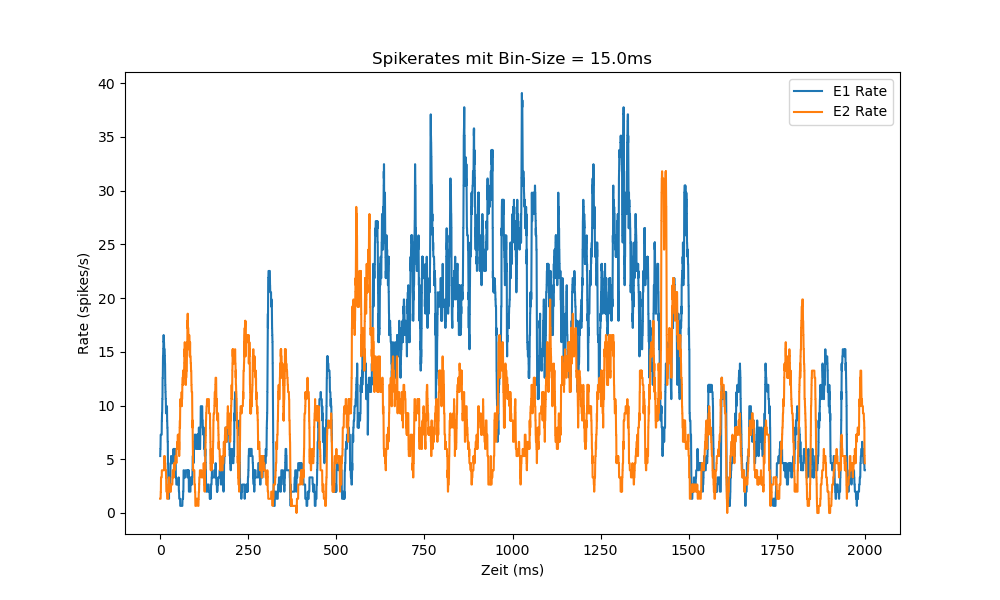 Spikerates mit Bin-Size = 15.0ms
E1 Rate
E2 Rate
Rate (spikes/s)
40
35
30
25
20
15
10
5
0
0 250 500 750 1000 1250 1500 1750 2000
Zeit (ms)